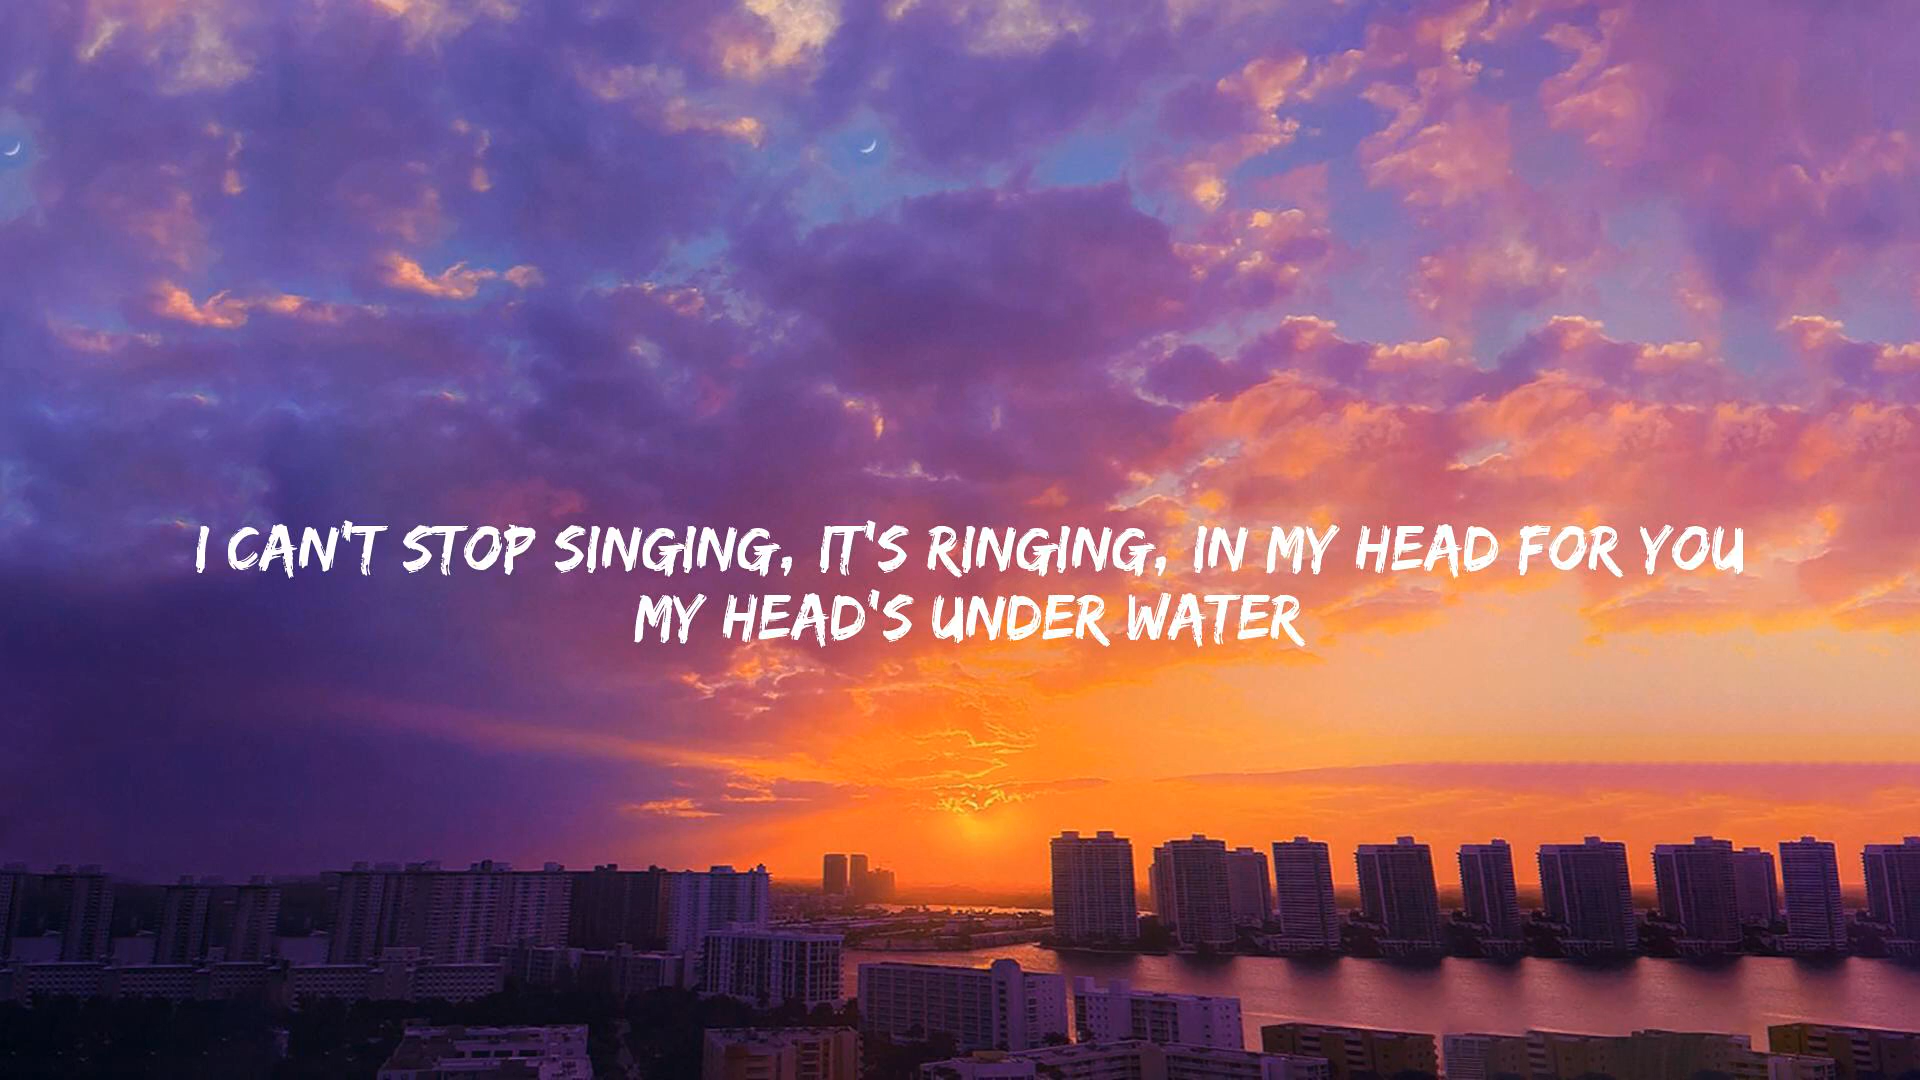 I CAN'T STOP SINGING, IT'S RINGING, IN MY HEAD FOR YOU
MY HEAD'S UNDER WATER